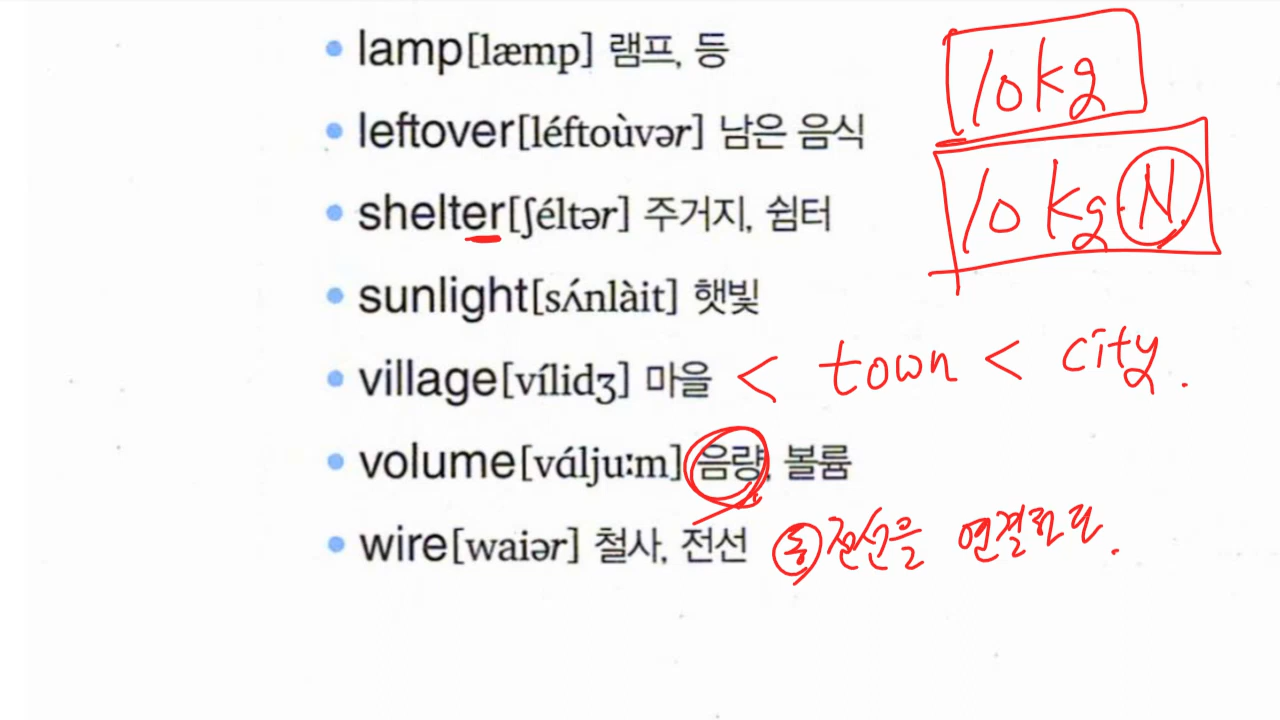 lamp[læmp] 램프, 등
10kg
leftover[léftoùvər] 남은 음식
10kg N
shelter[ʃéltər] 주거지, 쉼터
sunlight[sʌ́nlàit] 햇빛
village[vílidʒ] 마을 < town < city.
volume[válju:m] 음량, 볼륨
wire[waiər] 철사, 전선 동 전선을 연결한다.